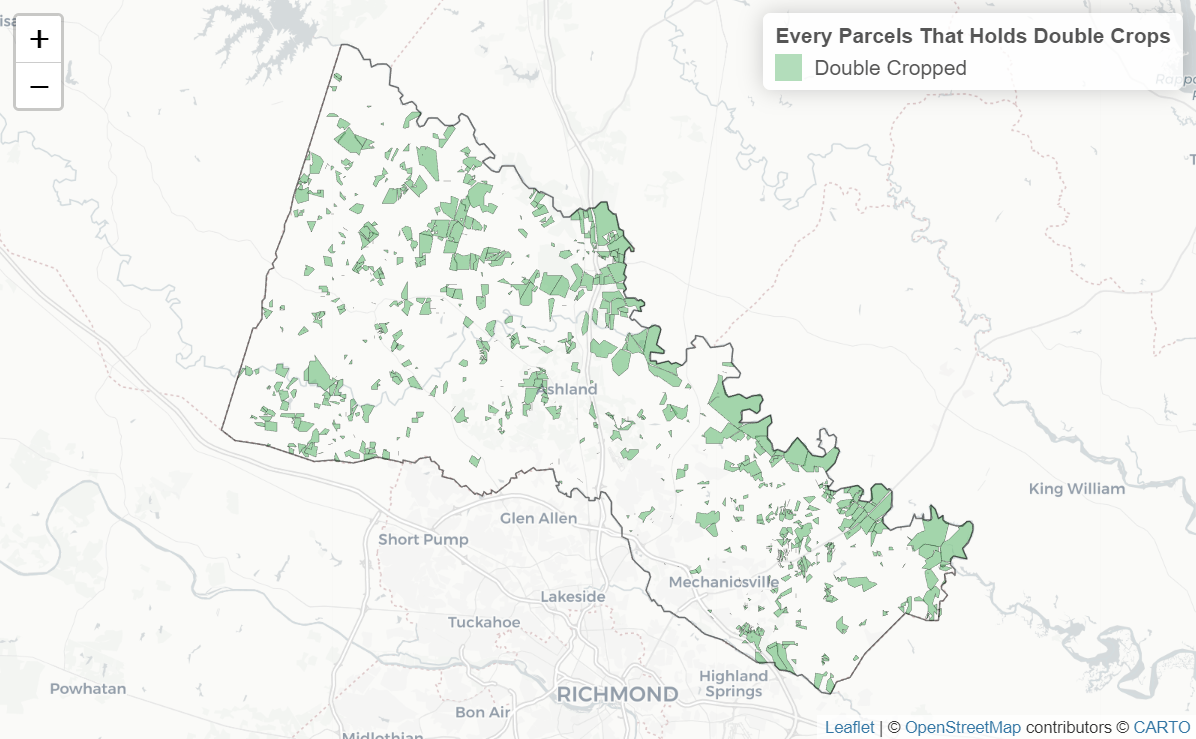 +
−
Every Parcels That Holds Double Crops
Double Cropped
Ashland
King William
Glen Allen
Short Pump
Mechanicsville
Lakeside
Tuckahoe
Highland
Springs
Powhatan
RICHMOND
Bon Air
Midlothian
Leaflet | © OpenStreetMap contributors © CARTO